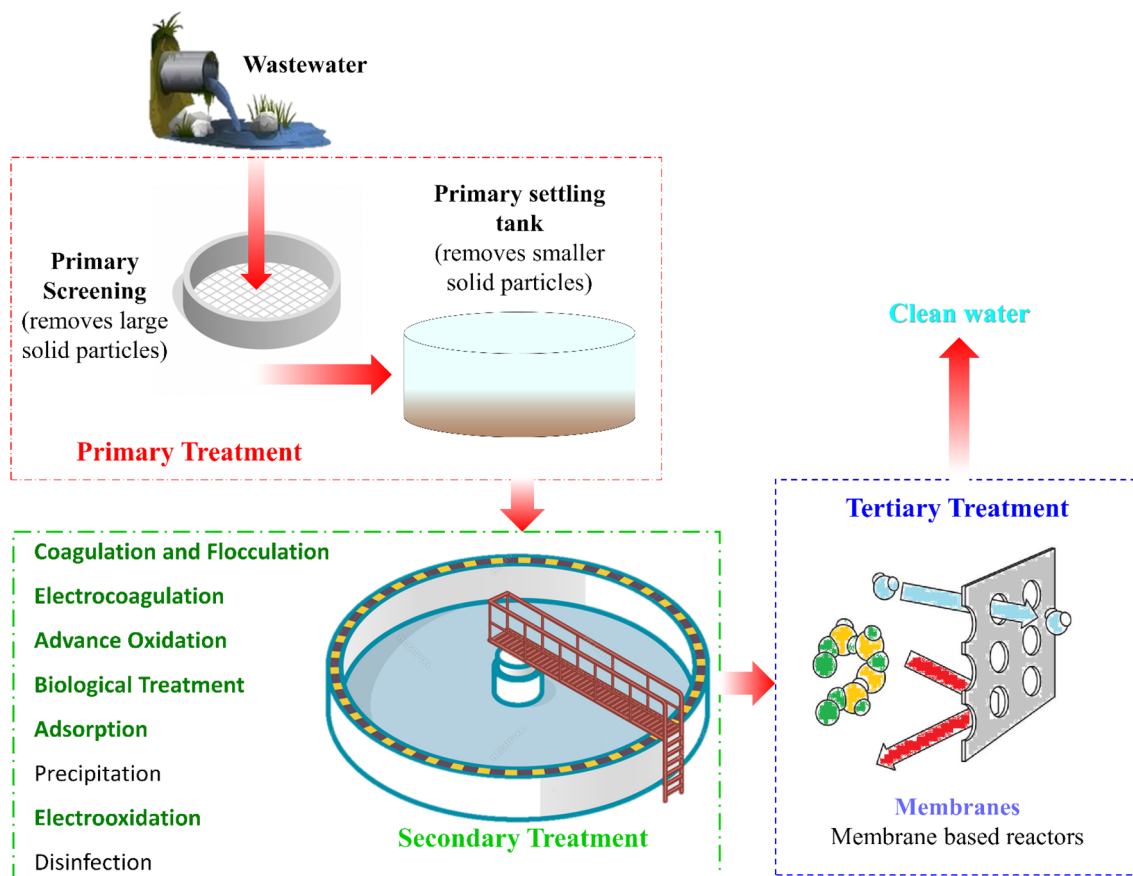 Wastewater
Primary
Screening
(removes large
solid particles)
Primary settling
tank
(removes smaller
solid particles)
Primary Treatment
Coagulation and Flocculation
Electrocoagulation
Advance Oxidation
Biological Treatment
Adsorption
Precipitation
Electrooxidation
Disinfection
Secondary Treatment
Tertiary Treatment
Membranes
Membrane based reactors
Clean water